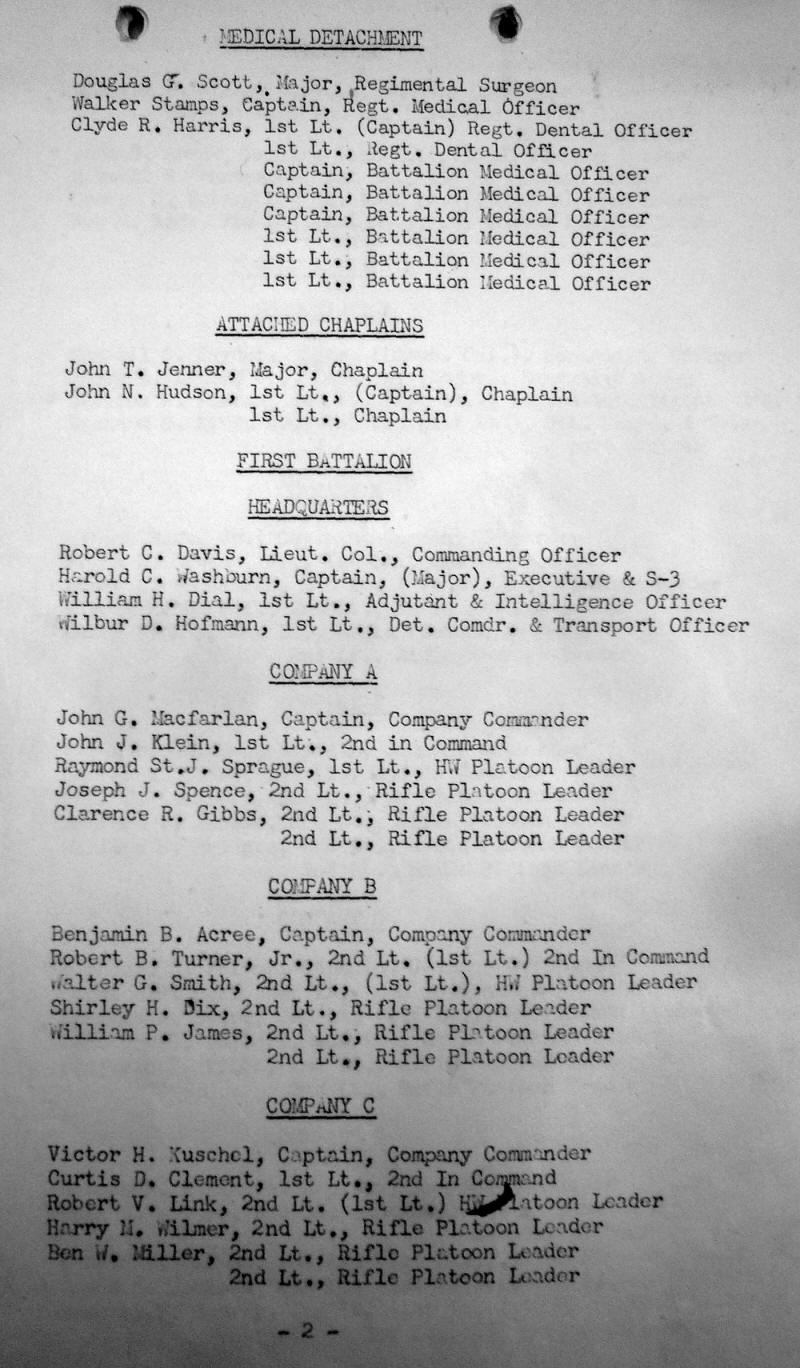 MEDICAL DETACHMENT
Douglas G. Scott, Major, Regimental Surgeon
Walker Stamps, Captain, Regt. Medical Officer
Clyde R. Harris, 1st Lt. (Captain) Regt. Dental Officer
1st Lt., Regt. Dental Officer
Captain, Battalion Medical Officer
Captain, Battalion Medical Officer
Captain, Battalion Medical Officer
1st Lt., Battalion Medical Officer
1st Lt., Battalion Medical Officer
1st Lt., Battalion Medical Officer
ATTACHED CHAPLAINS
John T. Jenner, Major, Chaplain
John N. Hudson, 1st Lt., (Captain), Chaplain
1st Lt., Chaplain
FIRST BATTALION
HEADQUARTERS
Robert C. Davis, Lieut. Col., Commanding Officer
Harold C. Washburn, Captain, (Major), Executive & S-3
William H. Dial, 1st Lt., Adjutant & Intelligence Officer
Wilbur D. Hofmann, 1st Lt., Det. Comdr. & Transport Officer
COMPANY A
John G. Macfarlan, Captain, Company Commander
John J. Klein, 1st Lt., 2nd in Command
Raymond St.J. Sprague, 1st Lt., HW Platoon Leader
Joseph J. Spence, 2nd Lt., Rifle Platoon Leader
Clarence R. Gibbs, 2nd Lt., Rifle Platoon Leader
2nd Lt., Rifle Platoon Leader
COMPANY B
Benjamin B. Acree, Captain, Company Commander
Robert B. Turner, Jr., 2nd Lt. (1st Lt.) 2nd In Command
Walter G. Smith, 2nd Lt., (1st Lt.), HW Platoon Leader
Shirley H. Dix, 2nd Lt., Rifle Platoon Leader
William P. James, 2nd Lt., Rifle Platoon Leader
2nd Lt., Rifle Platoon Leader
COMPANY C
Victor H. Kuschel, Captain, Company Commander
Curtis D. Clement, 1st Lt., 2nd In Command
Robert V. Link, 2nd Lt. (1st Lt.) HW Platoon Leader
Harry M. Wilmer, 2nd Lt., Rifle Platoon Leader
Ben W. Miller, 2nd Lt., Rifle Platoon Leader
2nd Lt., Rifle Platoon Leader
- 2 -